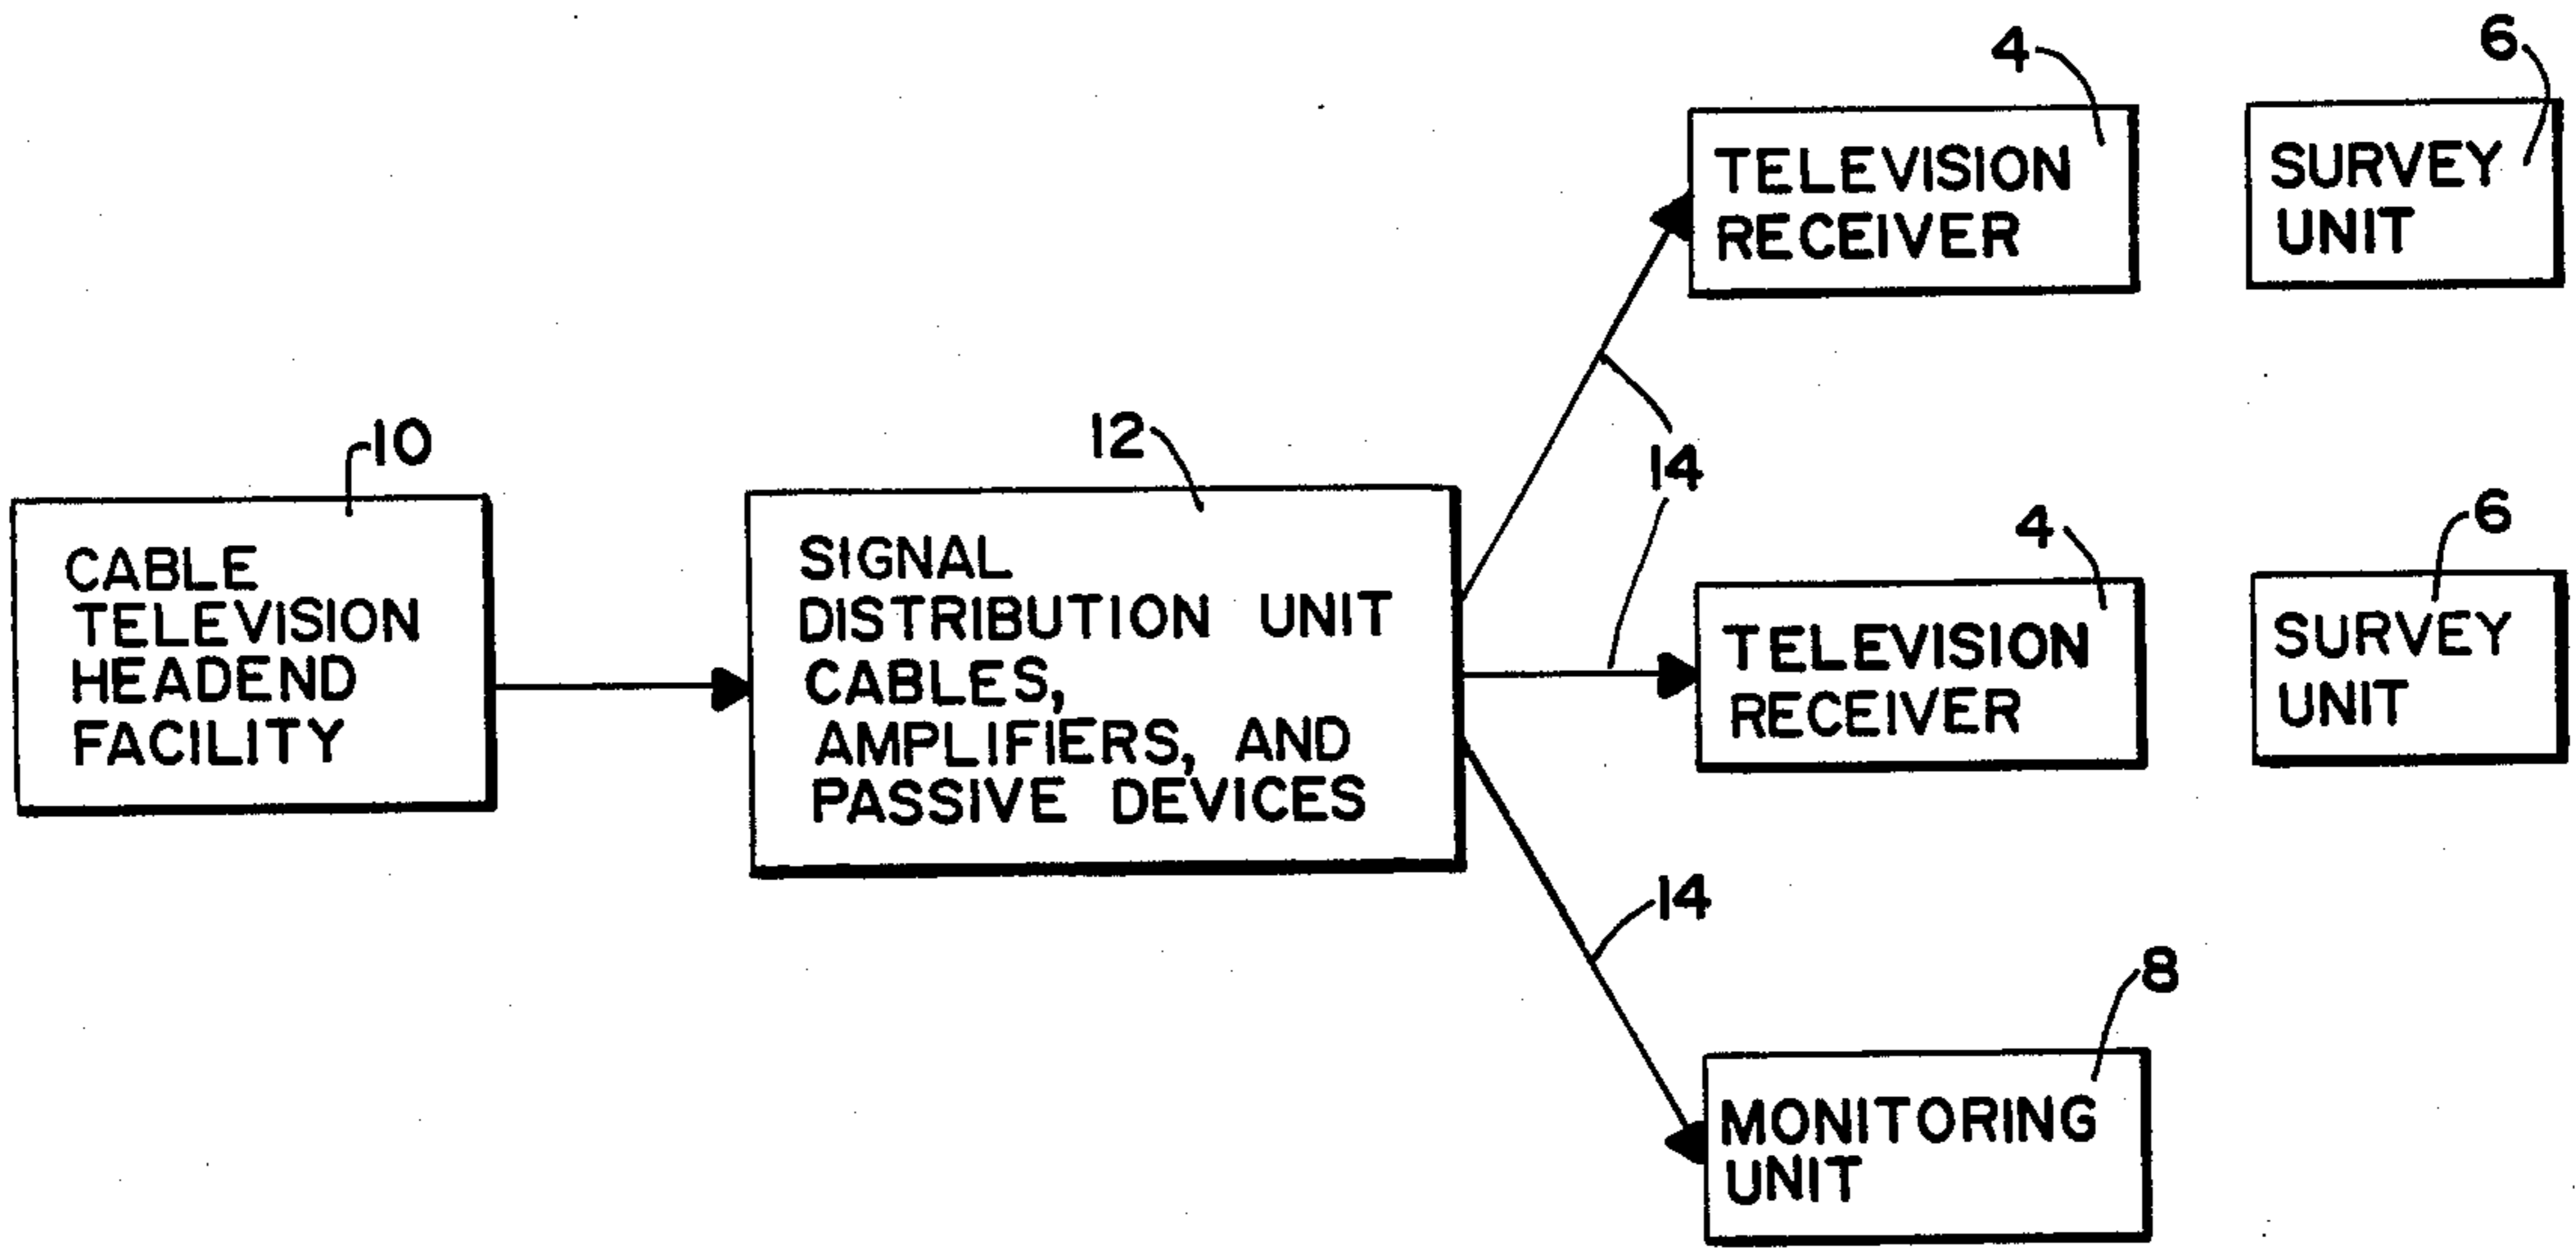 4
6
TELEVISION
RECEIVER
SURVEY
UNIT
10
12
14
CABLE
TELEVISION
HEADEND
FACILITY
SIGNAL
DISTRIBUTION UNIT
CABLES,
AMPLIFIERS, AND
PASSIVE DEVICES
4
6
TELEVISION
RECEIVER
SURVEY
UNIT
14
8
MONITORING
UNIT